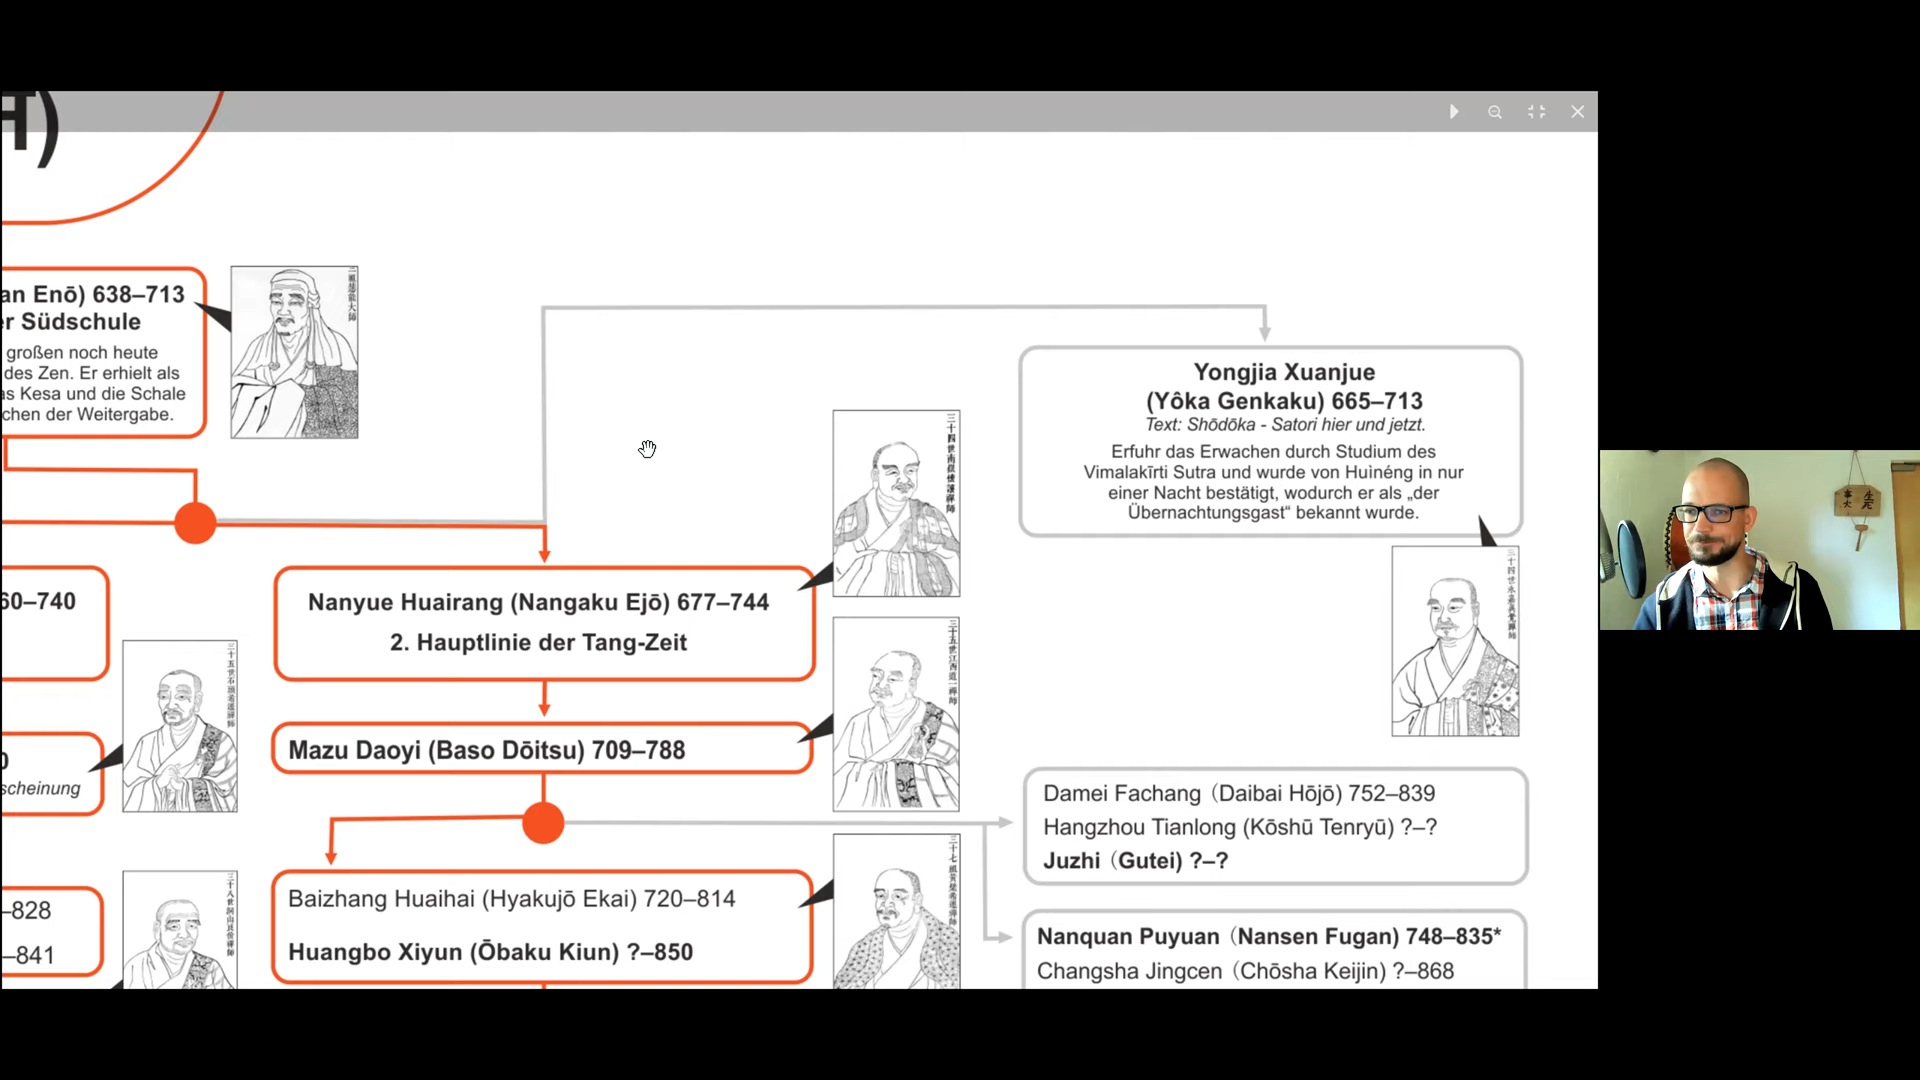 an Enō) 638–713
er Südschule
großen noch heute
des Zen. Er erhielt als
as Kesa und die Schale
chen der Weitergabe.
Yongjia Xuanjue
(Yôka Genkaku) 665–713
Text: Shōdōka - Satori hier und jetzt.
Erfuhr das Erwachen durch Studium des
Vimalakīrti Sutra und wurde von Huìnéng in nur
einer Nacht bestätigt, wodurch er als „der
Übernachtungsgast“ bekannt wurde.
60–740
Nanyue Huairang (Nangaku Ejō) 677–744
2. Hauptlinie der Tang-Zeit
0
scheinung
Mazu Daoyi (Baso Dōitsu) 709–788
Damei Fachang（Daibai Hōjō) 752–839
Hangzhou Tianlong (Kōshū Tenryū) ?–?
Juzhi（Gutei) ?–?
–828
–841
Baizhang Huaihai (Hyakujō Ekai) 720–814
Huangbo Xiyun (Ōbaku Kiun) ?–850
Nanquan Puyuan（Nansen Fugan) 748–835*
Changsha Jingcen（Chōsha Keijin) ?–868